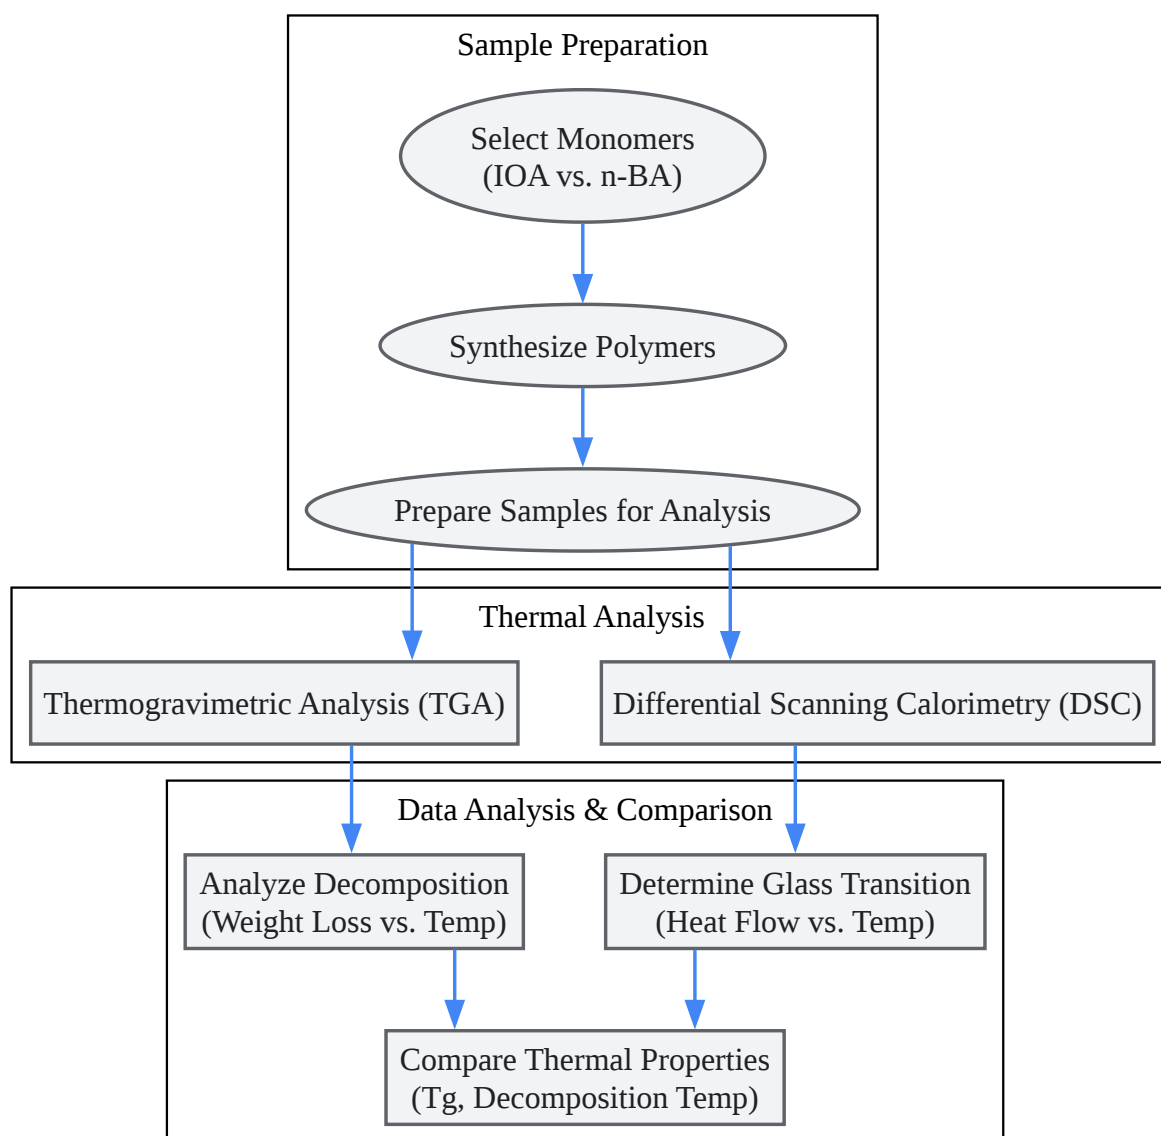 Sample Preparation
Select Monomers
(IOA vs. n-BA)
Synthesize Polymers
Prepare Samples for Analysis
Thermal Analysis
Thermogravimetric Analysis (TGA)
Differential Scanning Calorimetry (DSC)
Data Analysis & Comparison
Analyze Decomposition
(Weight Loss vs. Temp)
Determine Glass Transition
(Heat Flow vs. Temp)
Compare Thermal Properties
(Tg, Decomposition Temp)